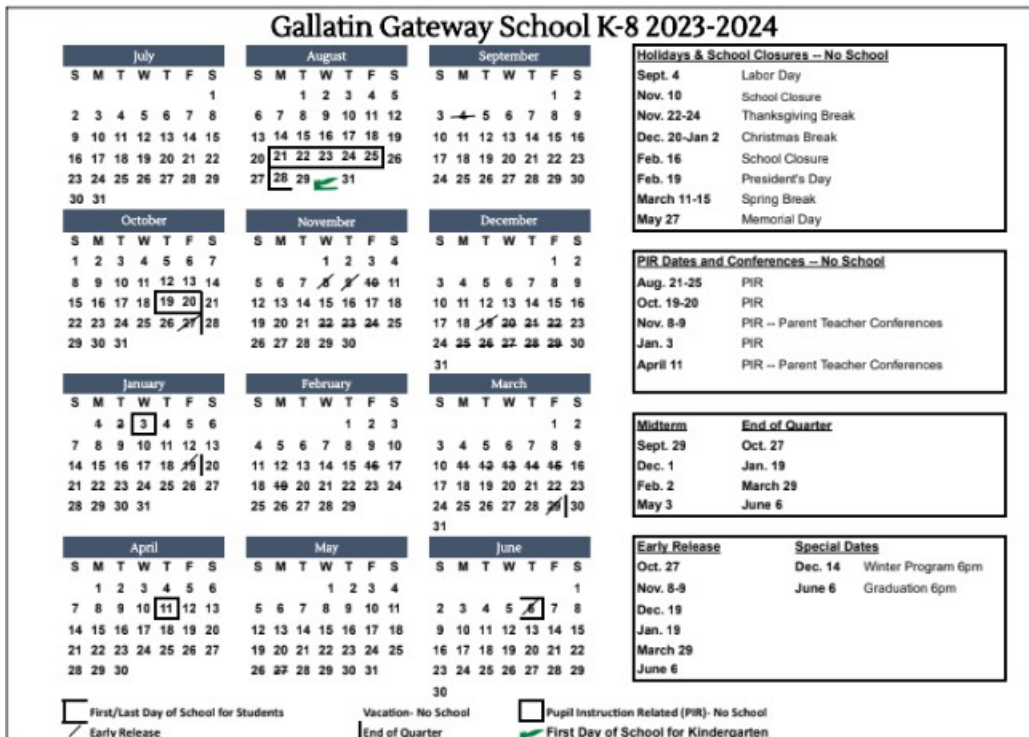 Gallatin Gateway School K-8 2023-2024
July
S M T W T F S
1
2 3 4 5 6 7 8
9 10 11 12 13 14 15
16 17 18 19 20 21 22
23 24 25 26 27 28 29
30 31
August
S M T W T F S
1 2 3 4 5
6 7 8 9 10 11 12
13 14 15 16 17 18 19
20 21 22 23 24 25 26
27 28 29 31
September
S M T W T F S
1 2
3 4 5 6 7 8 9
10 11 12 13 14 15 16
17 18 19 20 21 22 23
24 25 26 27 28 29 30
October
S M T W T F S
1 2 3 4 5 6 7
8 9 10 11 12 13 14
15 16 17 18 19 20 21
22 23 24 25 26 27 28
29 30 31
November
S M T W T F S
1 2 3 4
5 6 7 8 9 10 11
12 13 14 15 16 17 18
19 20 21 22 23 24 25
26 27 28 29 30
December
S M T W T F S
1 2
3 4 5 6 7 8 9
10 11 12 13 14 15 16
17 18 19 20 21 22 23
24 25 26 27 28 29 30
31
January
S M T W T F S
1 2 3 4 5 6
7 8 9 10 11 12 13
14 15 16 17 18 19 20
21 22 23 24 25 26 27
28 29 30 31
February
S M T W T F S
1 2 3
4 5 6 7 8 9 10
11 12 13 14 15 16 17
18 19 20 21 22 23 24
25 26 27 28 29
March
S M T W T F S
1 2
3 4 5 6 7 8 9
10 11 12 13 14 15 16
17 18 19 20 21 22 23
24 25 26 27 28 29 30
31
April
S M T W T F S
1 2 3 4 5 6
7 8 9 10 11 12 13
14 15 16 17 18 19 20
21 22 23 24 25 26 27
28 29 30
May
S M T W T F S
1 2 3 4
5 6 7 8 9 10 11
12 13 14 15 16 17 18
19 20 21 22 23 24 25
26 27 28 29 30 31
June
S M T W T F S
1
2 3 4 5 6 7 8
9 10 11 12 13 14 15
16 17 18 19 20 21 22
23 24 25 26 27 28 29
30
Holidays & School Closures -- No School
Sept. 4 Labor Day
Nov. 10 School Closure
Nov. 22-24 Thanksgiving Break
Dec. 20-Jan 2 Christmas Break
Feb. 16 School Closure
Feb. 19 President's Day
March 11-15 Spring Break
May 27 Memorial Day
PIR Dates and Conferences -- No School
Aug. 21-25 PIR
Oct. 19-20 PIR
Nov. 8-9 PIR -- Parent Teacher Conferences
Jan. 3 PIR
April 11 PIR -- Parent Teacher Conferences
Midterm End of Quarter
Sept. 29 Oct. 27
Dec. 1 Jan. 19
Feb. 2 March 29
May 3 June 6
Early Release Special Dates
Oct. 27 Dec. 14 Winter Program 6pm
Nov. 8-9 June 6 Graduation 6pm
Dec. 19
Jan. 19
March 29
June 6
First/Last Day of School for Students Vacation- No School Pupil Instruction Related (PIR)- No School
Early Release End of Quarter First Day of School for Kindergarten